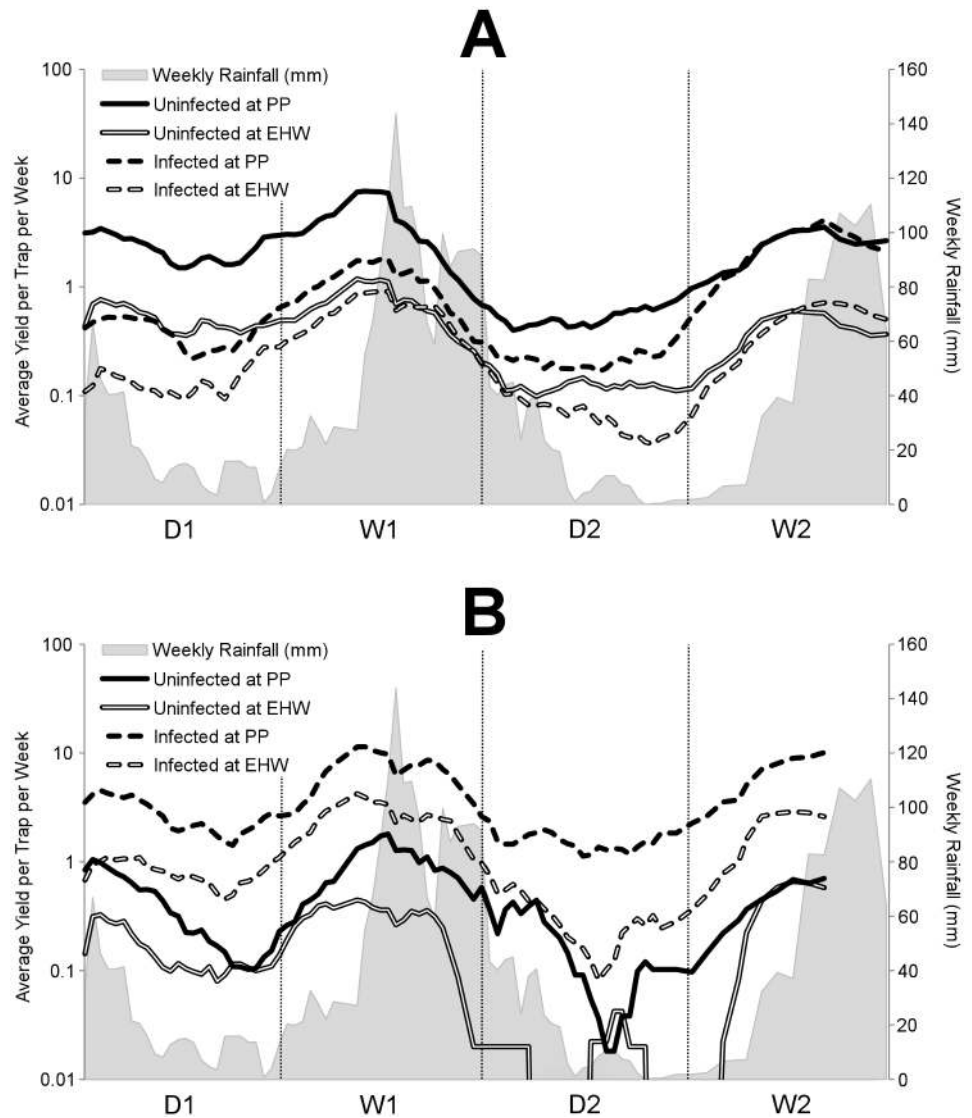 A
100
10
1
0.1
0.01
Average Yield per Trap per Week
Weekly Rainfall (mm)
Uninfected at PP
Uninfected at EHW
Infected at PP
Infected at EHW
160
140
120
100
80
60
40
20
0
Weekly Rainfall (mm)
D1 W1 D2 W2
B
100
10
1
0.1
0.01
Average Yield per Trap per Week
Weekly Rainfall (mm)
Uninfected at PP
Uninfected at EHW
Infected at PP
Infected at EHW
160
140
120
100
80
60
40
20
0
Weekly Rainfall (mm)
D1 W1 D2 W2